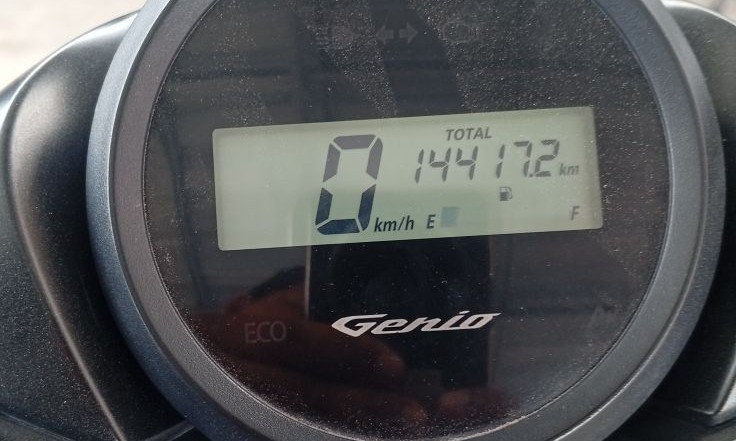 TOTAL
0 km/h 14417.2 km
E F
ECO
Genio